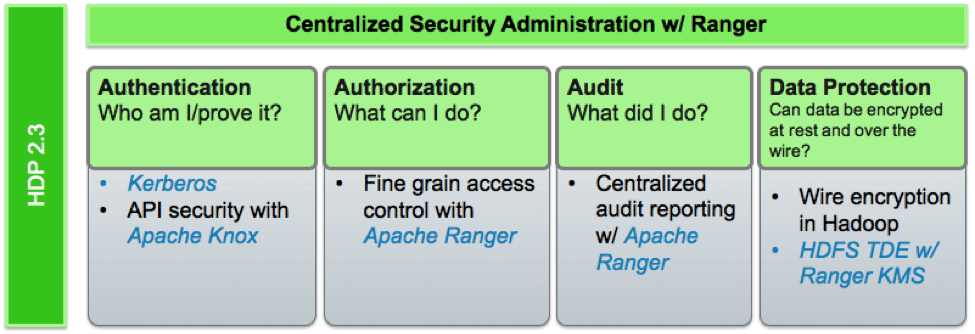 Centralized Security Administration w/ Ranger
HDP 2.3
Authentication
Who am I/prove it?
• Kerberos
• API security with
Apache Knox
Authorization
What can I do?
• Fine grain access
control with
Apache Ranger
Audit
What did I do?
• Centralized
audit reporting
w/ Apache
Ranger
Data Protection
Can data be encrypted
at rest and over the
wire?
• Wire encryption
in Hadoop
• HDFS TDE w/
Ranger KMS